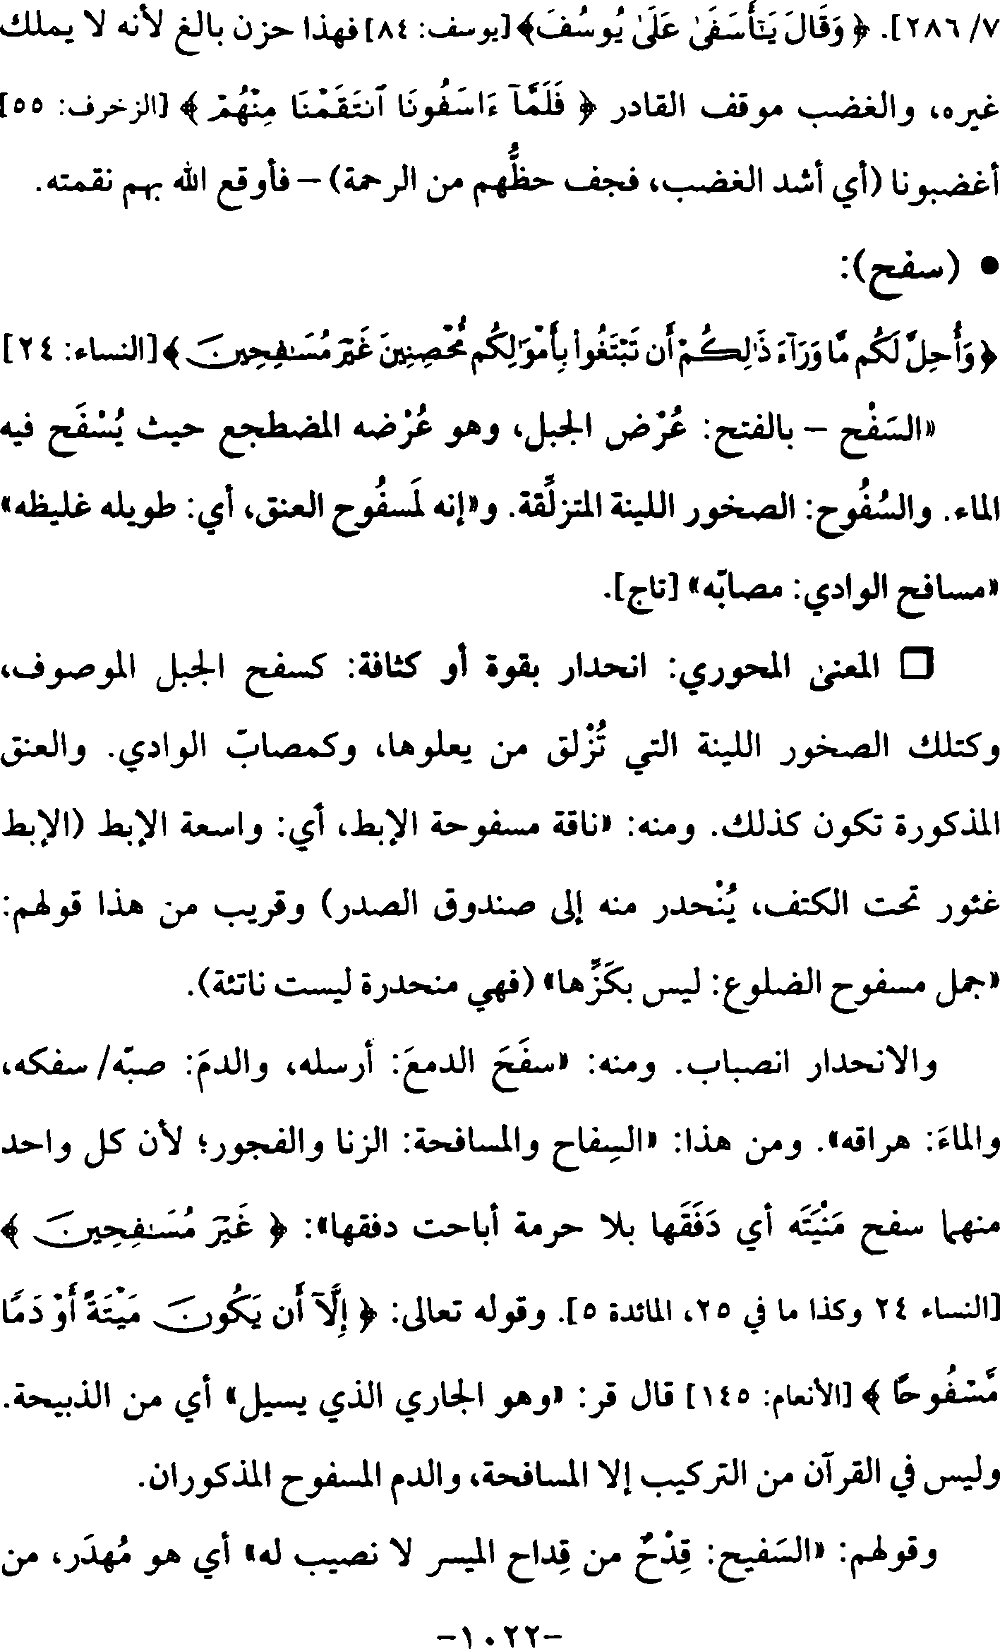 ٧/ ٢٨٦]. ﴿ وَقَالَ يَٰٓأَسَفَىٰ عَلَىٰ يُوسُفَ﴾ [يوسف: ٨٤] فهذا حزن بالغ لأنه لا يملك
غيره، والغضب موقف القادر ﴿ فَلَمَّآ ءَاسَفُونَا ٱنتَقَمْنَا مِنْهُمْ ﴾ [الزخرف: ٥٥]
أغضبونا (أي أشد الغضب، فجف حظُّهم من الرحمة) – فأوقع الله بهم نقمته.
• (سفح):
﴿ وَأُحِلَّ لَكُم مَّا وَرَآءَ ذَٰلِكُمْ أَن تَبْتَغُوا۟ بِأَمْوَٰلِكُم مُّحْصِنِينَ غَيْرَ مُسَٰفِحِينَ ﴾ [النساء: ٢٤]
«السَفْح – بالفتح: عُرْض الجبل، وهو عُرْضه المضطجع حيث يُسْفَح فيه
الماء. والسُفُوح: الصخور اللينة المتزلِّقة. و«إنه لَمسفُوح العنق، أي: طويله غليظه»
«مسافح الوادي: مصابّه» [تاج].
❑ المعنىٰ المحوري: انحدار بقوة أو كثافة: كسفح الجبل الموصوف،
وكتلك الصخور اللينة التي تُزْلق من يعلوها، وكمصابّ الوادي. والعنق
المذكورة تكون كذلك. ومنه: «ناقة مسفوحة الإبط، أي: واسعة الإبط (الإبط
غئور تحت الكتف، يُنْحدر منه إلى صندوق الصدر) وقريب من هذا قولهم:
«جمل مسفوح الضلوع: ليس بكَزِّها» (فهي منحدرة ليست ناتئة).
والانحدار انصباب. ومنه: «سفَحَ الدمعَ: أرسله، والدمَ: صبّه/ سفكه،
والماءَ: هراقه». ومن هذا: «السِفاح والمسافحة: الزنا والفجور؛ لأن كل واحد
منهما سفح مَنْيَتَه أي دَفَقَها بلا حرمة أباحت دفقها»: ﴿ غَيْرَ مُسَٰفِحِينَ ﴾
[النساء ٢٤ وكذا ما في ٢٥، المائدة ٥]. وقوله تعالى: ﴿ إِلَّآ أَن يَكُونَ مَيْتَةً أَوْ دَمًا
مَّسْفُوحًا ﴾ [الأنعام: ١٤٥] قال قر: «وهو الجاري الذي يسيل» أي من الذبيحة.
وليس في القرآن من التركيب إلا المسافحة، والدم المسفوح المذكوران.
وقولهم: «السَفيح: قِدْحٌ من قِداح الميسر لا نصيب له» أي هو مُهدَر، من
-١٠٢٢-